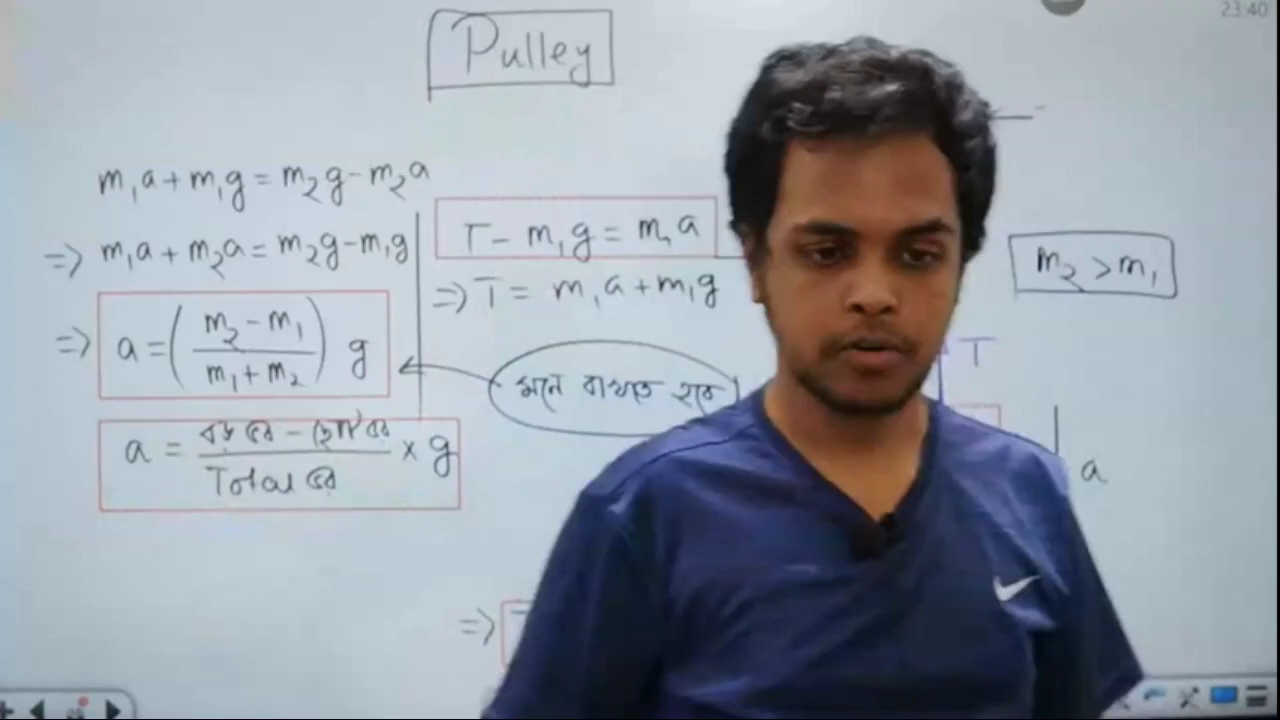 23:40
Pulley
m₁a + m₁g = m₂g - m₂a
=> m₁a + m₂a = m₂g - m₁g
=> a = ((m₂ - m₁)/(m₁ + m₂)) g
a = (বড় ভর - ছোট ভর)/(Total ভর) × g
T - m₁g = m₁a
=> T = m₁a + m₁g
মনে রাখতে হবে
m₂ > m₁
T
a
=>